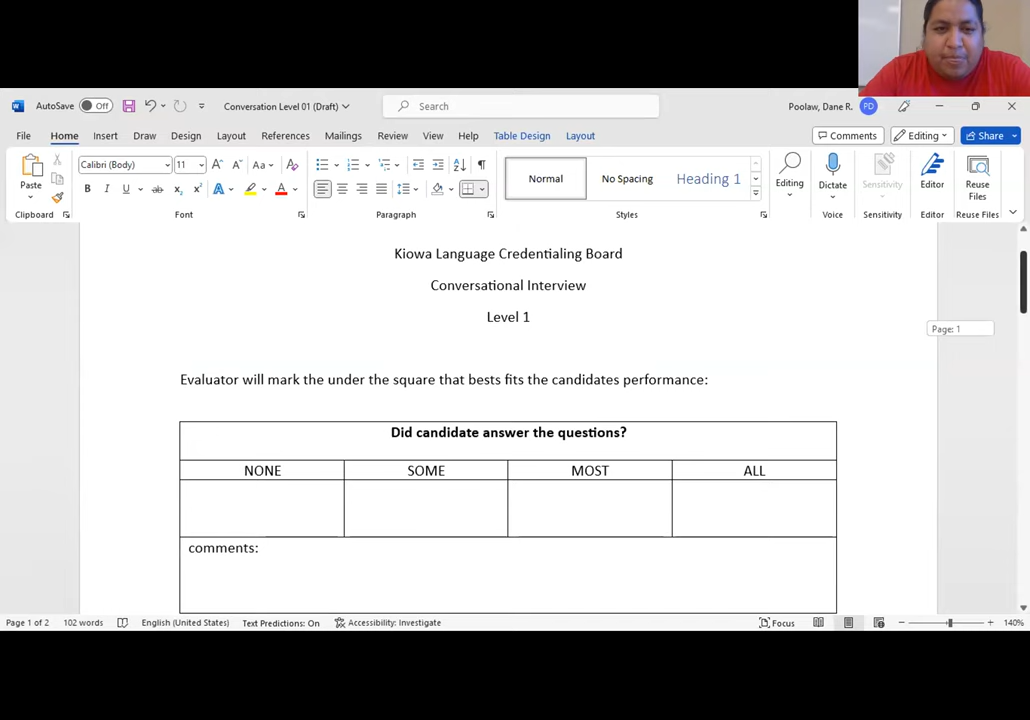 AutoSave Off Conversation Level 01 (Draft) Search Poolaw, Dane R. PD
File Home Insert Draw Design Layout References Mailings Review View Help Table Design Layout Comments Editing Share
Calibri (Body) 11 Aa
Paste B I U ab x₂ x² A A
Normal No Spacing Heading 1
Editing Dictate Sensitivity Editor Reuse Files
Clipboard Font Paragraph Styles Voice Sensitivity Editor Reuse Files
Kiowa Language Credentialing Board
Conversational Interview
Level 1
Page: 1
Evaluator will mark the under the square that bests fits the candidates performance:
Did candidate answer the questions?
NONE SOME MOST ALL
comments:
Page 1 of 2 102 words English (United States) Text Predictions: On Accessibility: Investigate Focus 140%